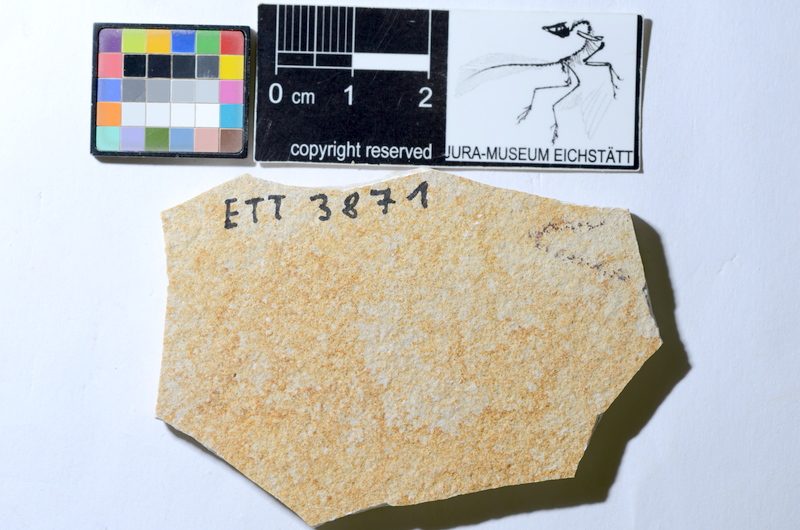 0 cm 1 2
copyright reserved
JURA-MUSEUM EICHSTÄTT
ETT 3871